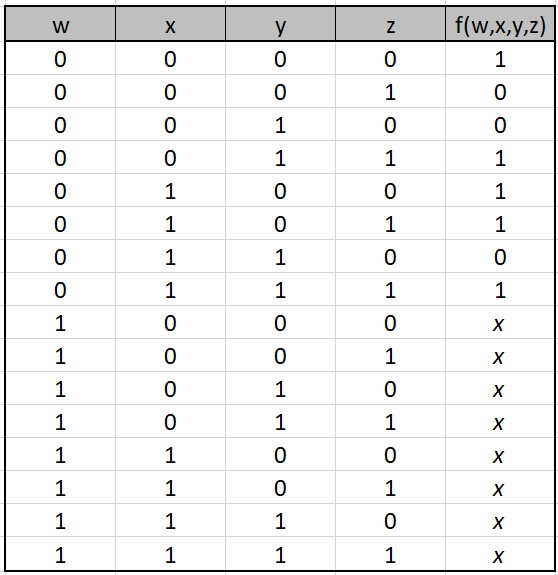 w x y z f(w,x,y,z)
0 0 0 0 1
0 0 0 1 0
0 0 1 0 0
0 0 1 1 1
0 1 0 0 1
0 1 0 1 1
0 1 1 0 0
0 1 1 1 1
1 0 0 0 x
1 0 0 1 x
1 0 1 0 x
1 0 1 1 x
1 1 0 0 x
1 1 0 1 x
1 1 1 0 x
1 1 1 1 x